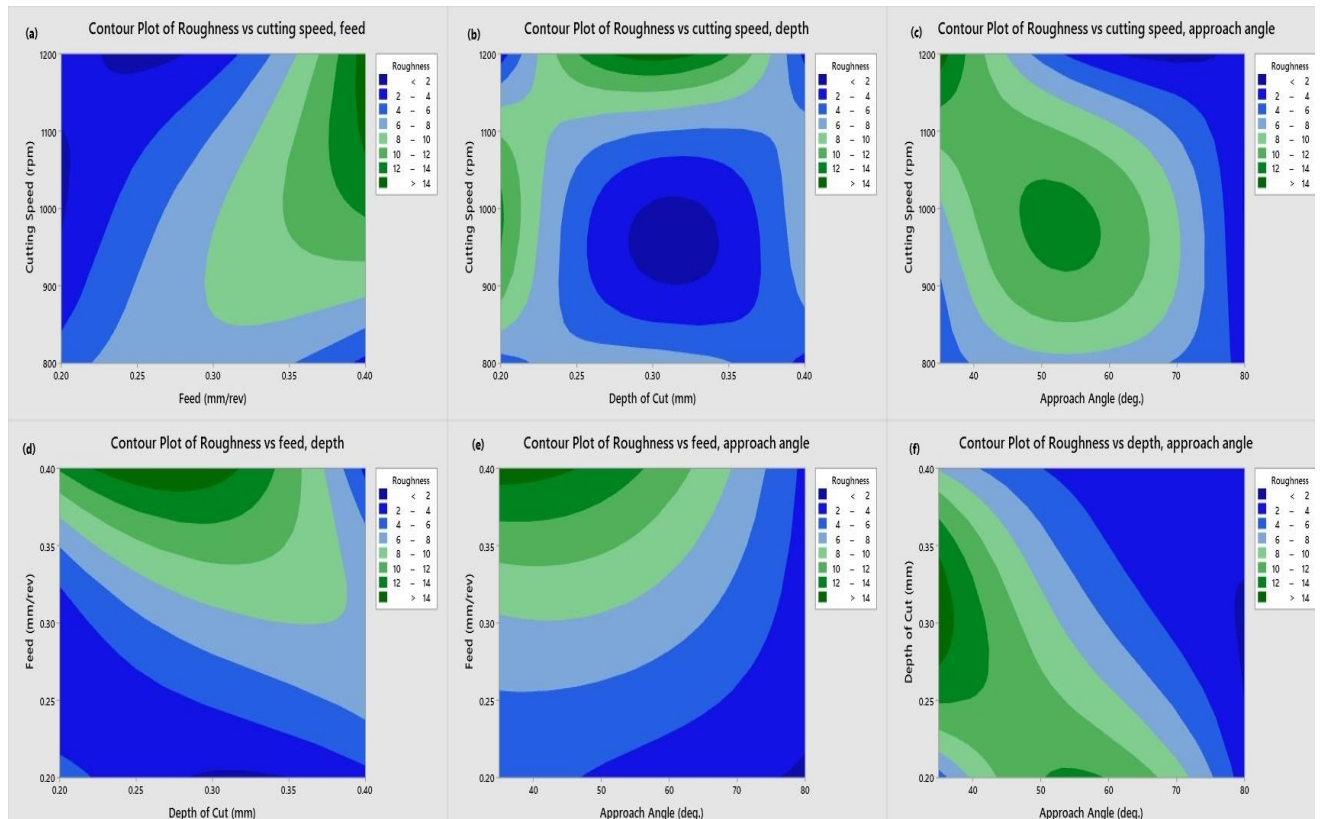 (a) Contour Plot of Roughness vs cutting speed, feed
1200
1100
1000
900
800
Cutting Speed (rpm)
0.20 0.25 0.30 0.35 0.40
Feed (mm/rev)
Roughness
< 2
2 – 4
4 – 6
6 – 8
8 – 10
10 – 12
12 – 14
> 14
(b) Contour Plot of Roughness vs cutting speed, depth
1200
1100
1000
900
800
Cutting Speed (rpm)
0.20 0.25 0.30 0.35 0.40
Depth of Cut (mm)
Roughness
< 2
2 – 4
4 – 6
6 – 8
8 – 10
10 – 12
12 – 14
> 14
(c) Contour Plot of Roughness vs cutting speed, approach angle
1200
1100
1000
900
800
Cutting Speed (rpm)
40 50 60 70 80
Approach Angle (deg.)
Roughness
< 2
2 – 4
4 – 6
6 – 8
8 – 10
10 – 12
12 – 14
> 14
(d) Contour Plot of Roughness vs feed, depth
0.40
0.35
0.30
0.25
0.20
Feed (mm/rev)
0.20 0.25 0.30 0.35 0.40
Depth of Cut (mm)
Roughness
< 2
2 – 4
4 – 6
6 – 8
8 – 10
10 – 12
12 – 14
> 14
(e) Contour Plot of Roughness vs feed, approach angle
0.40
0.35
0.30
0.25
0.20
Feed (mm/rev)
40 50 60 70 80
Approach Angle (deg.)
Roughness
< 2
2 – 4
4 – 6
6 – 8
8 – 10
10 – 12
12 – 14
> 14
(f) Contour Plot of Roughness vs depth, approach angle
0.40
0.35
0.30
0.25
0.20
Depth of Cut (mm)
40 50 60 70 80
Approach Angle (deg.)
Roughness
< 2
2 – 4
4 – 6
6 – 8
8 – 10
10 – 12
12 – 14
> 14